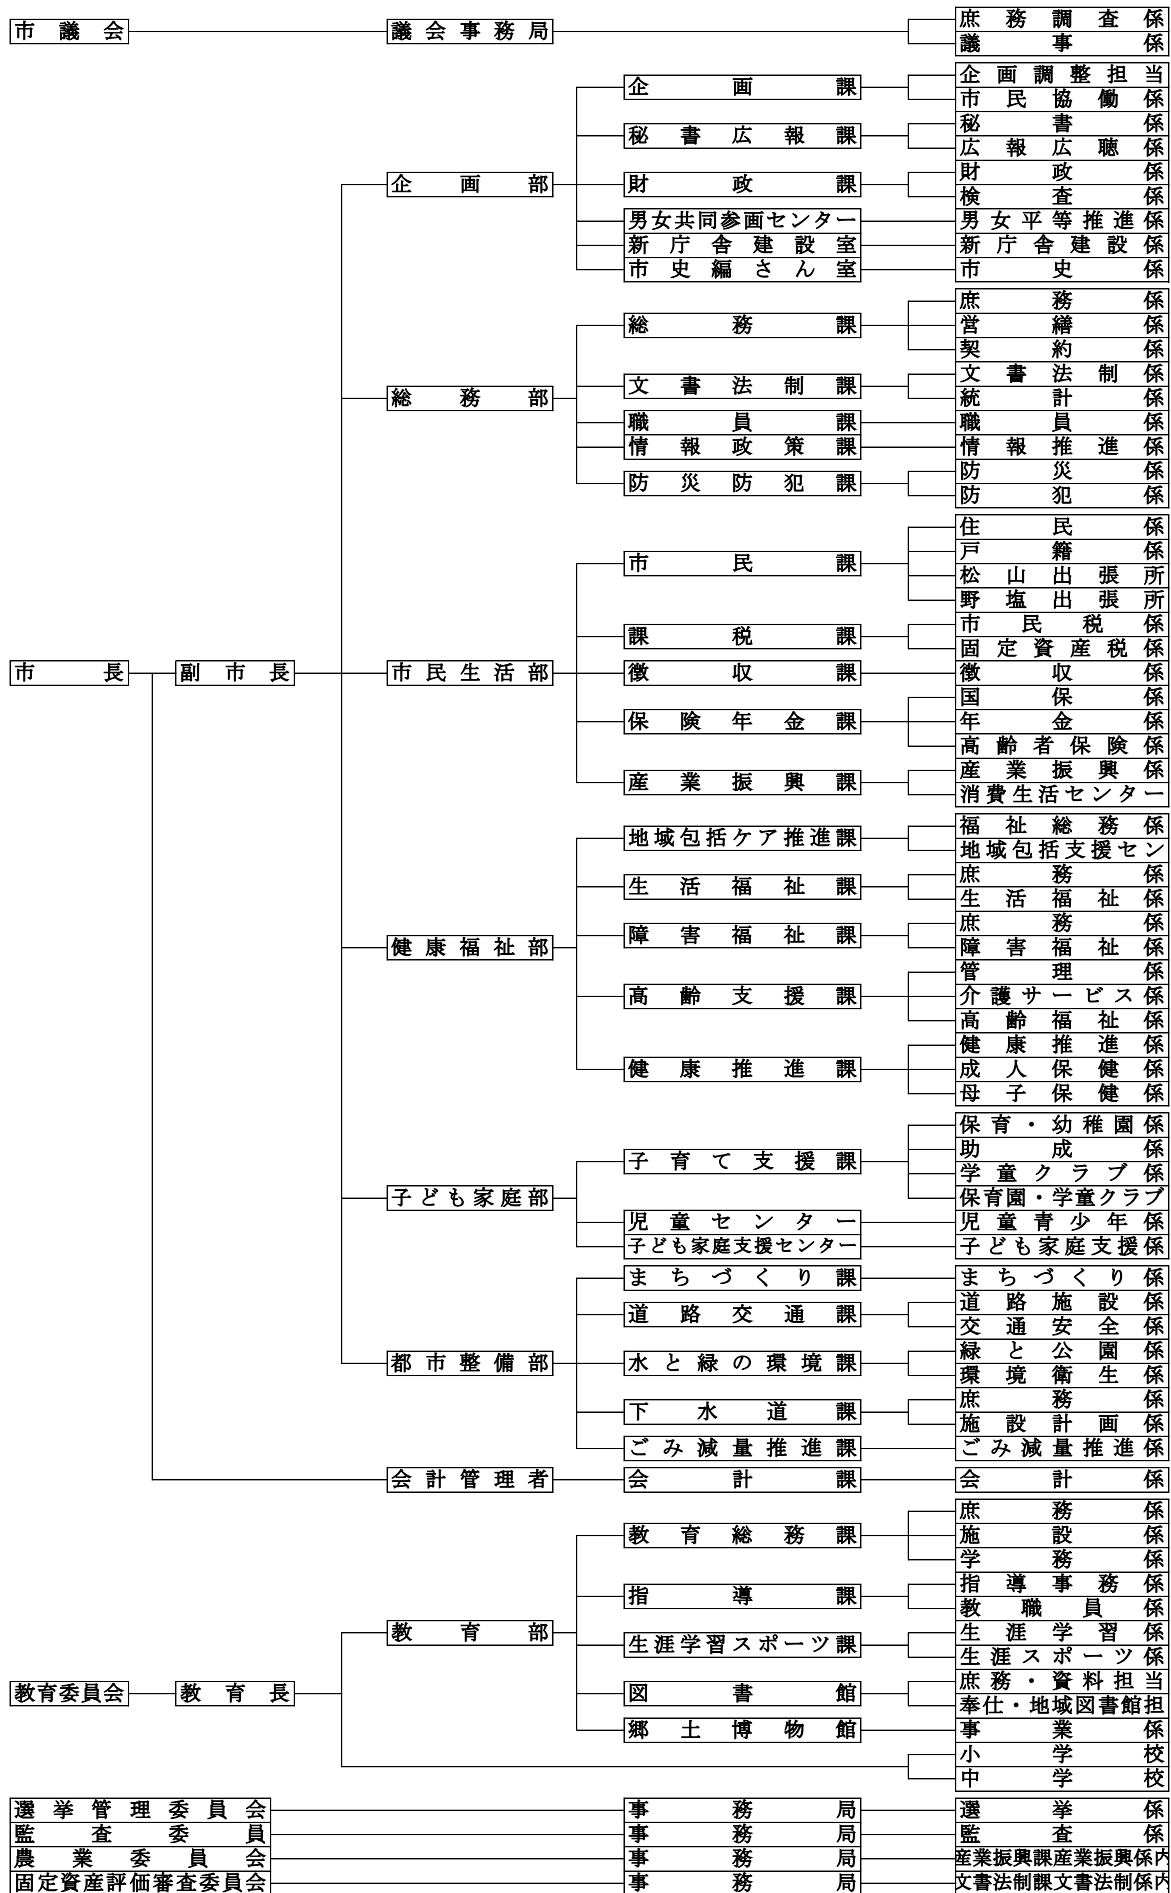 市議会 議会事務局 庶務調査係
議事係
企画課 企画調整担当
市民協働係
秘書広報課 秘書係
広報広聴係
企画部 財政課 財政係
検査係
男女共同参画センター 男女平等推進係
新庁舎建設室 新庁舎建設係
市史編さん室 市史係
総務課 庶務係
営繕係
契約係
総務部 文書法制課 文書法制係
統計係
職員課 職員係
情報政策課 情報推進係
防災防犯課 防災係
防犯係
市民課 住民係
戸籍係
松山出張所
野塩出張所
課税課 市民税係
固定資産税係
市長 副市長 市民生活部 徴収課 徴収係
保険年金課 国保係
年金係
高齢者保険係
産業振興課 産業振興係
消費生活センター
地域包括ケア推進課 福祉総務係
地域包括支援セン
生活福祉課 庶務係
生活福祉係
健康福祉部 障害福祉課 庶務係
障害福祉係
高齢支援課 管理係
介護サービス係
高齢福祉係
健康推進課 健康推進係
成人保健係
母子保健係
子育て支援課 保育・幼稚園係
助成係
学童クラブ係
子ども家庭部 保育園・学童クラブ
児童センター 児童青少年係
子ども家庭支援センター 子ども家庭支援係
まちづくり課 まちづくり係
道路交通課 道路施設係
交通安全係
都市整備部 水と緑の環境課 緑と公園係
環境衛生係
下水道課 庶務係
施設計画係
ごみ減量推進課 ごみ減量推進係
会計管理者 会計課 会計係
教育総務課 庶務係
施設係
学務係
指導課 指導事務係
教職員係
教育部 生涯学習スポーツ課 生涯学習係
生涯スポーツ係
教育委員会 教育長 図書館 庶務・資料担当
奉仕・地域図書館担
郷土博物館 事業係
小学校
中学校
選挙管理委員会 事務局 選挙係
監査委員 事務局 監査係
農業委員会 事務局 産業振興課産業振興係内
固定資産評価審査委員会 事務局 文書法制課文書法制係内